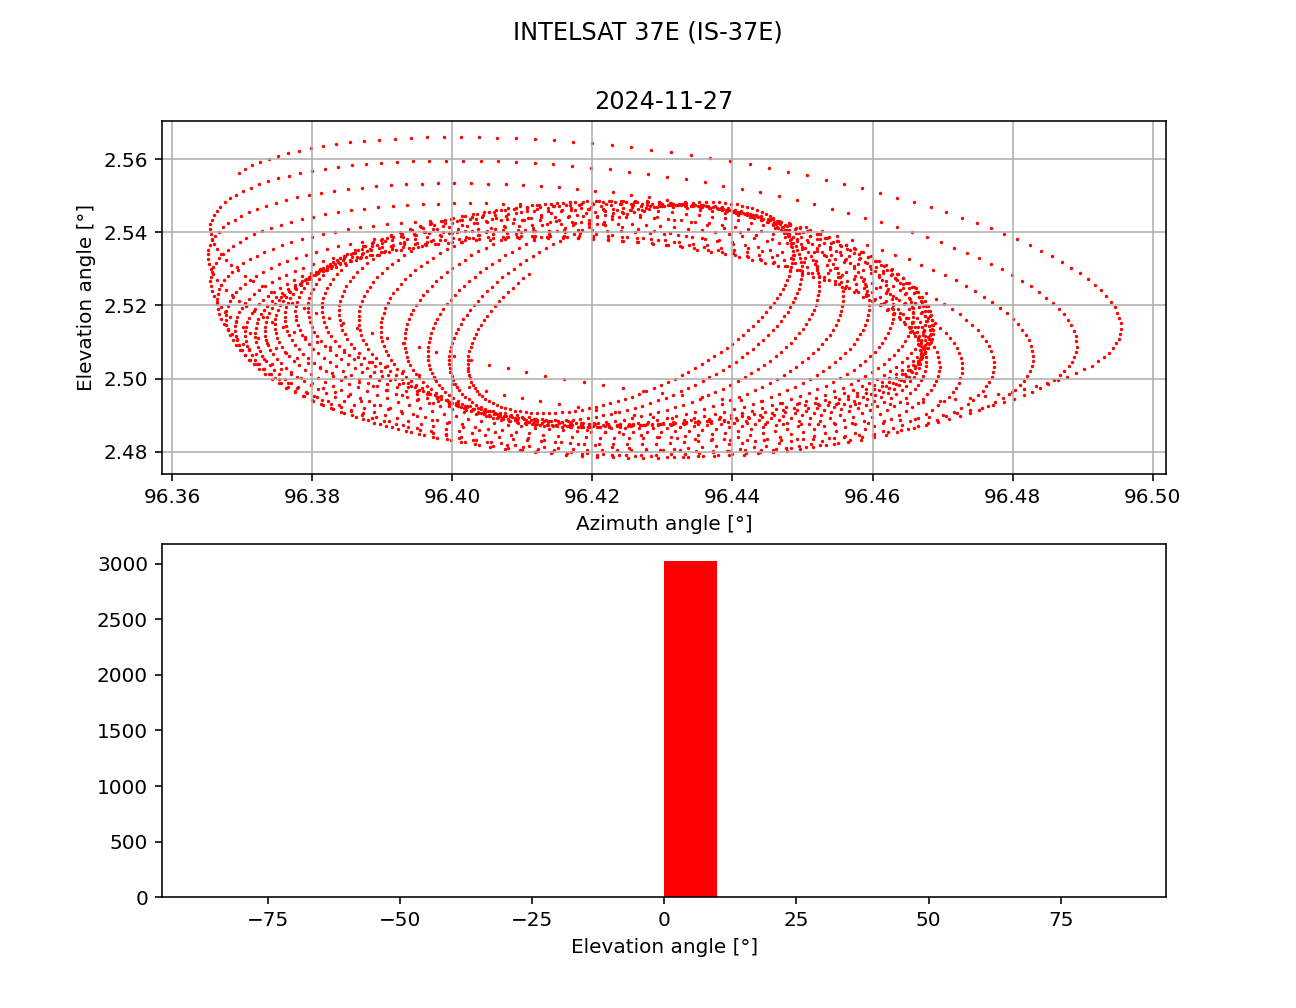 INTELSAT 37E (IS-37E)
2024-11-27
2.56
2.54
2.52
2.50
2.48
Elevation angle [°]
96.36 96.38 96.40 96.42 96.44 96.46 96.48 96.50
Azimuth angle [°]
3000
2500
2000
1500
1000
500
0
−75 −50 −25 0 25 50 75
Elevation angle [°]